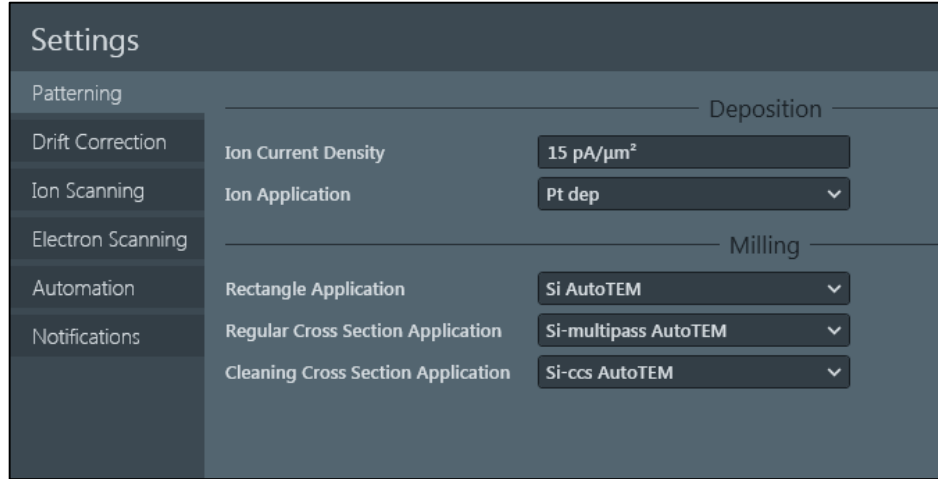 Settings
Patterning
Drift Correction
Ion Scanning
Electron Scanning
Automation
Notifications
Deposition
Ion Current Density 15 pA/µm²
Ion Application Pt dep
Milling
Rectangle Application Si AutoTEM
Regular Cross Section Application Si-multipass AutoTEM
Cleaning Cross Section Application Si-ccs AutoTEM